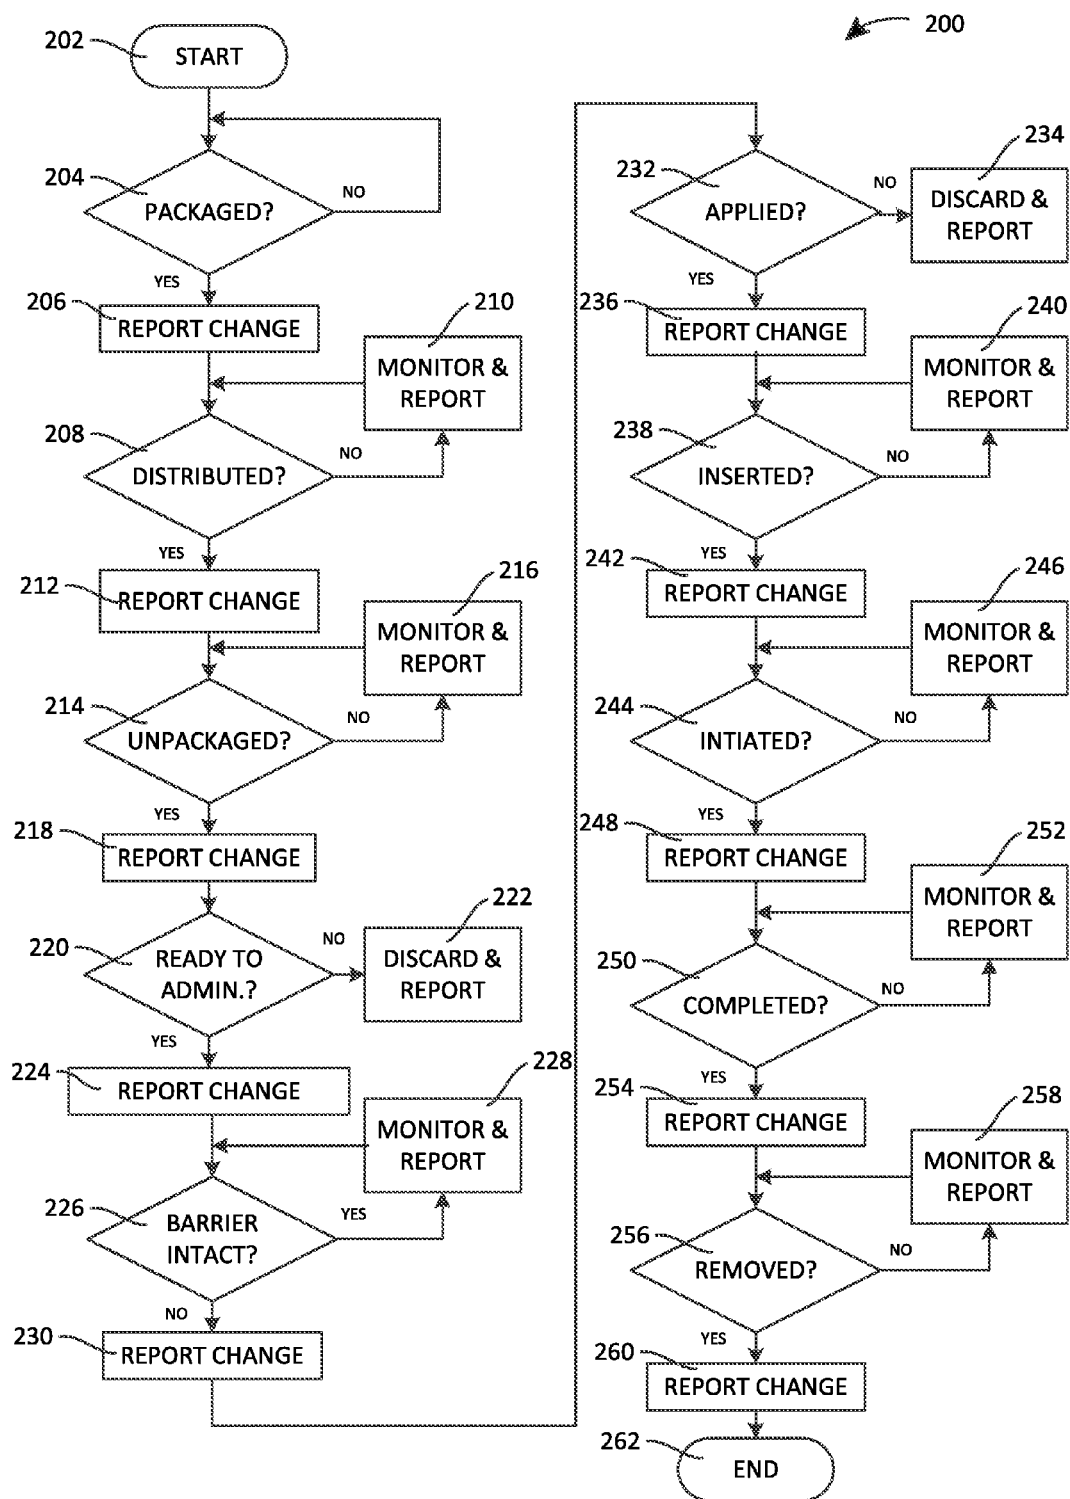 200
202
START
204
PACKAGED?
NO
YES
206
REPORT CHANGE
210
MONITOR &
REPORT
208
DISTRIBUTED?
NO
YES
212
REPORT CHANGE
216
MONITOR &
REPORT
214
UNPACKAGED?
NO
YES
218
REPORT CHANGE
220
READY TO
ADMIN.?
NO
222
DISCARD &
REPORT
YES
224
REPORT CHANGE
228
MONITOR &
REPORT
226
BARRIER
INTACT?
YES
NO
230
REPORT CHANGE
232
APPLIED?
NO
234
DISCARD &
REPORT
YES
236
REPORT CHANGE
240
MONITOR &
REPORT
238
INSERTED?
NO
YES
242
REPORT CHANGE
246
MONITOR &
REPORT
244
INTIATED?
NO
YES
248
REPORT CHANGE
252
MONITOR &
REPORT
250
COMPLETED?
NO
YES
254
REPORT CHANGE
258
MONITOR &
REPORT
256
REMOVED?
NO
YES
260
REPORT CHANGE
262
END